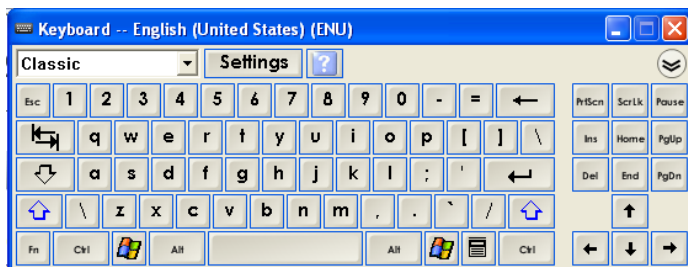 Keyboard -- English (United States) (ENU)
Classic Settings ?
Esc 1 2 3 4 5 6 7 8 9 0 - = PrtScn ScrLk Pause
q w e r t y u i o p [ ] \ Ins Home PgUp
a s d f g h j k l ; ' Del End PgDn
\ z x c v b n m , . ` /
Fn Ctrl Alt Alt Ctrl